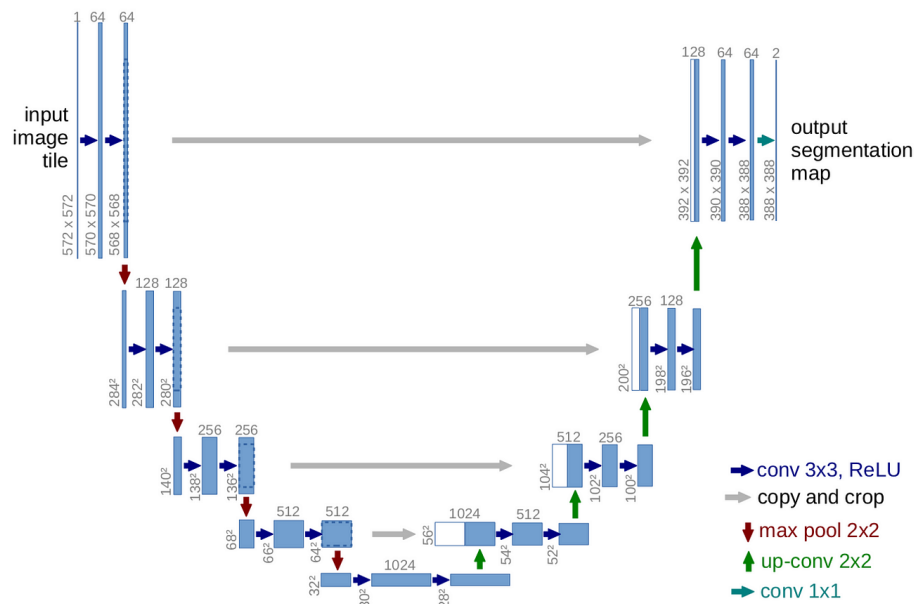 1 64 64
128 64 64 2
input
image
tile
output
segmentation
map
572 x 572
570 x 570
568 x 568
392 x 392
390 x 390
388 x 388
388 x 388
128 128
256 128
284²
282²
280²
200²
198²
196²
256 256
512 256
140²
138²
136²
104²
102²
100²
512 512
1024 512
68²
66²
64²
56²
54²
52²
1024
32²
conv 3x3, ReLU
copy and crop
max pool 2x2
up-conv 2x2
conv 1x1